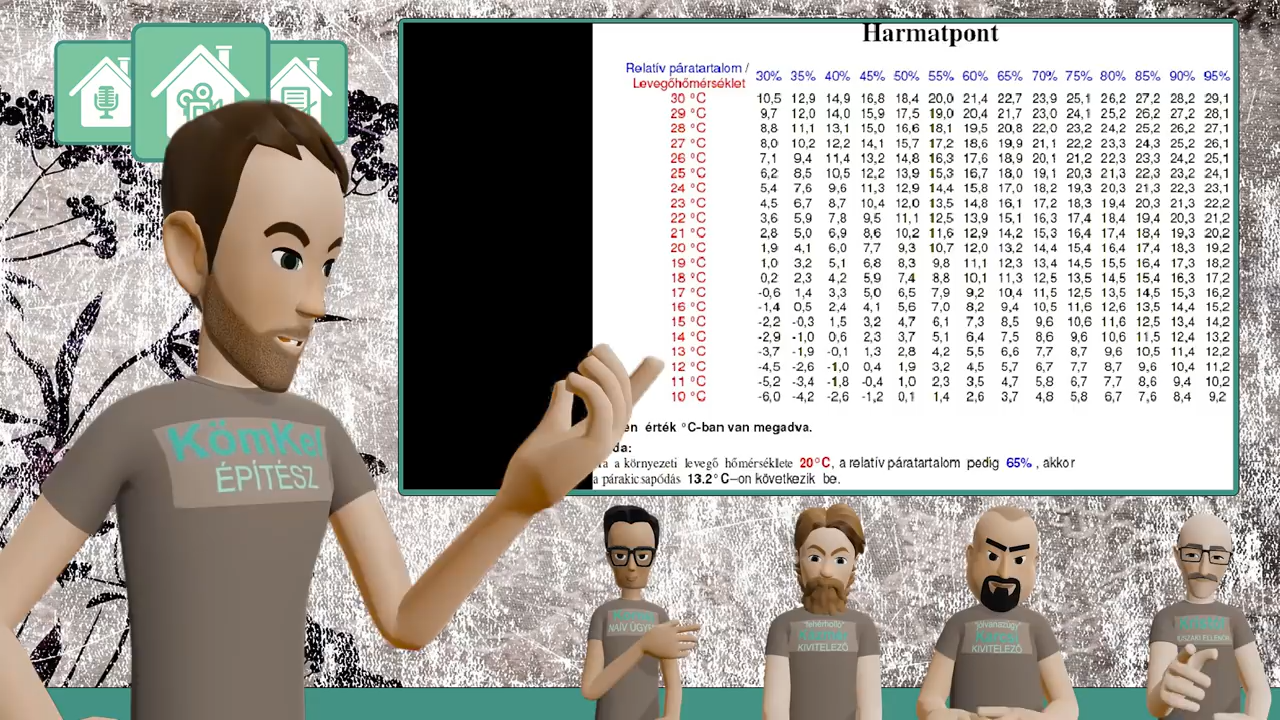 Harmatpont
Relatív páratartalom /
Levegőhőmérséklet
30% 35% 40% 45% 50% 55% 60% 65% 70% 75% 80% 85% 90% 95%
30 °C 10,5 12,9 14,9 16,8 18,4 20,0 21,4 22,7 23,9 25,1 26,2 27,2 28,2 29,1
29 °C 9,7 12,0 14,0 15,9 17,5 19,0 20,4 21,7 23,0 24,1 25,2 26,2 27,2 28,1
28 °C 8,8 11,1 13,1 15,0 16,6 18,1 19,5 20,8 22,0 23,2 24,2 25,2 26,2 27,1
27 °C 8,0 10,2 12,2 14,1 15,7 17,2 18,6 19,9 21,1 22,2 23,3 24,3 25,2 26,1
26 °C 7,1 9,4 11,4 13,2 14,8 16,3 17,6 18,9 20,1 21,2 22,3 23,3 24,2 25,1
25 °C 6,2 8,5 10,5 12,2 13,9 15,3 16,7 18,0 19,1 20,3 21,3 22,3 23,2 24,1
24 °C 5,4 7,6 9,6 11,3 12,9 14,4 15,8 17,0 18,2 19,3 20,3 21,3 22,3 23,1
23 °C 4,5 6,7 8,7 10,4 12,0 13,5 14,8 16,1 17,2 18,3 19,4 20,3 21,3 22,2
22 °C 3,6 5,9 7,8 9,5 11,1 12,5 13,9 15,1 16,3 17,4 18,4 19,4 20,3 21,2
21 °C 2,8 5,0 6,9 8,6 10,2 11,6 12,9 14,2 15,3 16,4 17,4 18,4 19,3 20,2
20 °C 1,9 4,1 6,0 7,7 9,3 10,7 12,0 13,2 14,4 15,4 16,4 17,4 18,3 19,2
19 °C 1,0 3,2 5,1 6,8 8,3 9,8 11,1 12,3 13,4 14,5 15,5 16,4 17,3 18,2
18 °C 0,2 2,3 4,2 5,9 7,4 8,8 10,1 11,3 12,5 13,5 14,5 15,4 16,3 17,2
17 °C -0,6 1,4 3,3 5,0 6,5 7,9 9,2 10,4 11,5 12,5 13,5 14,5 15,3 16,2
16 °C -1,4 0,5 2,4 4,1 5,6 7,0 8,2 9,4 10,5 11,6 12,6 13,5 14,4 15,2
15 °C -2,2 -0,3 1,5 3,2 4,7 6,1 7,3 8,5 9,6 10,6 11,6 12,5 13,4 14,2
14 °C -2,9 -1,0 0,6 2,3 3,7 5,1 6,4 7,5 8,6 9,6 10,6 11,5 12,4 13,2
13 °C -3,7 -1,9 -0,1 1,3 2,8 4,2 5,5 6,6 7,7 8,7 9,6 10,5 11,4 12,2
12 °C -4,5 -2,6 -1,0 0,4 1,9 3,2 4,5 5,7 6,7 7,7 8,7 9,6 10,4 11,2
11 °C -5,2 -3,4 -1,8 -0,4 1,0 2,3 3,5 4,7 5,8 6,7 7,7 8,6 9,4 10,2
10 °C -6,0 -4,2 -2,6 -1,2 0,1 1,4 2,6 3,7 4,8 5,8 6,7 7,6 8,4 9,2
érték °C-ban van megadva.
a környezeti levegő hőmérséklete 20°C, a relatív páratartalom pedig 65% , akkor
a párakicsapódás 13.2°C–on következik be.
KömKel
ÉPÍTÉSZ
NAÍV
"fehérholló"
KIVITELEZŐ
KIVITELEZŐ